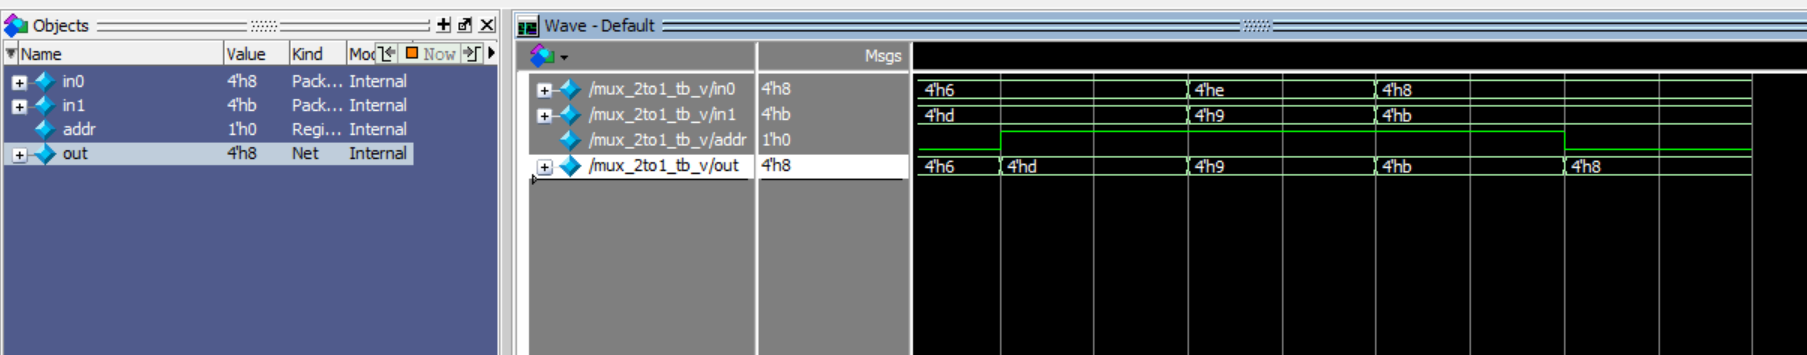 Objects
Name Value Kind Mod Now
in0 4'h8 Pack... Internal
in1 4'hb Pack... Internal
addr 1'h0 Regi... Internal
out 4'h8 Net Internal
Wave - Default
Msgs
/mux_2to1_tb_v/in0 4'h8 4'h6 4'he 4'h8
/mux_2to1_tb_v/in1 4'hb 4'hd 4'h9 4'hb
/mux_2to1_tb_v/addr 1'h0
/mux_2to1_tb_v/out 4'h8 4'h6 4'hd 4'h9 4'hb 4'h8